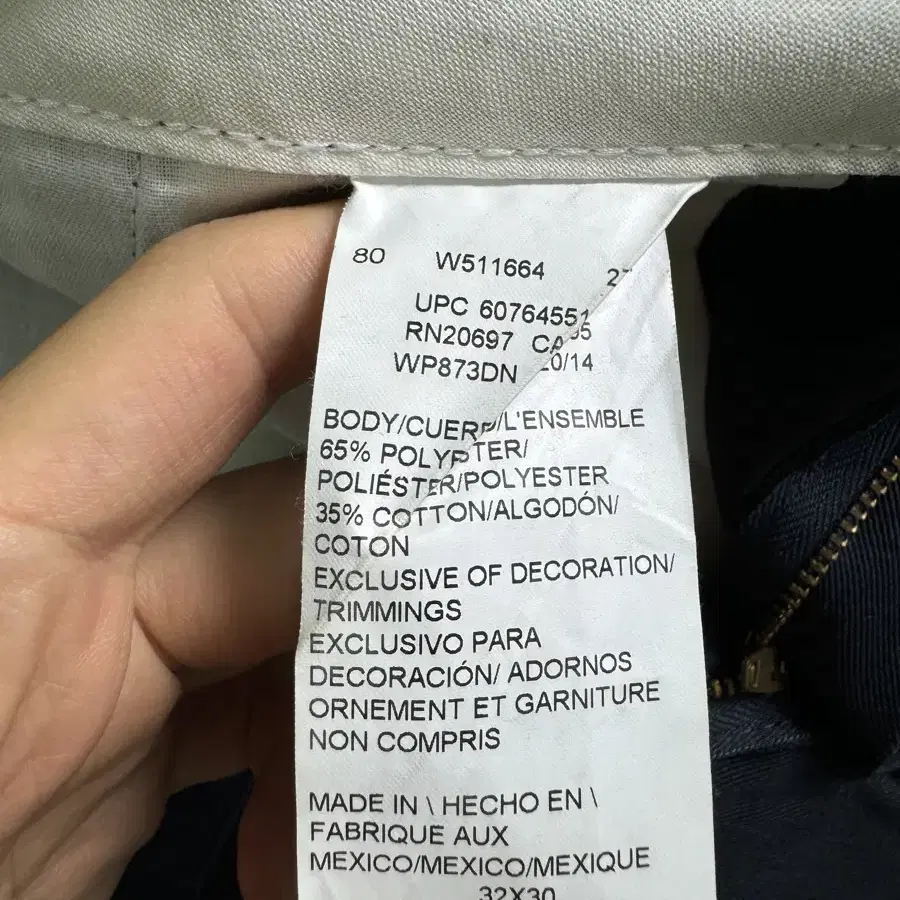 80 W511664
UPC 60764551
RN20697
WP873DN 0/14
BODY/CUERP/L'ENSEMBLE
65%
POLIÉSTER/POLYESTER
35% COTTON/ALGODÓN/
COTON
EXCLUSIVE OF DECORATION/
TRIMMINGS
EXCLUSIVO PARA
DECORACIÓN/ ADORNOS
ORNEMENT ET GARNITURE
NON COMPRIS
MADE IN \ HECHO EN \
FABRIQUE AUX
MEXICO/MEXICO/MEXIQUE
32X30